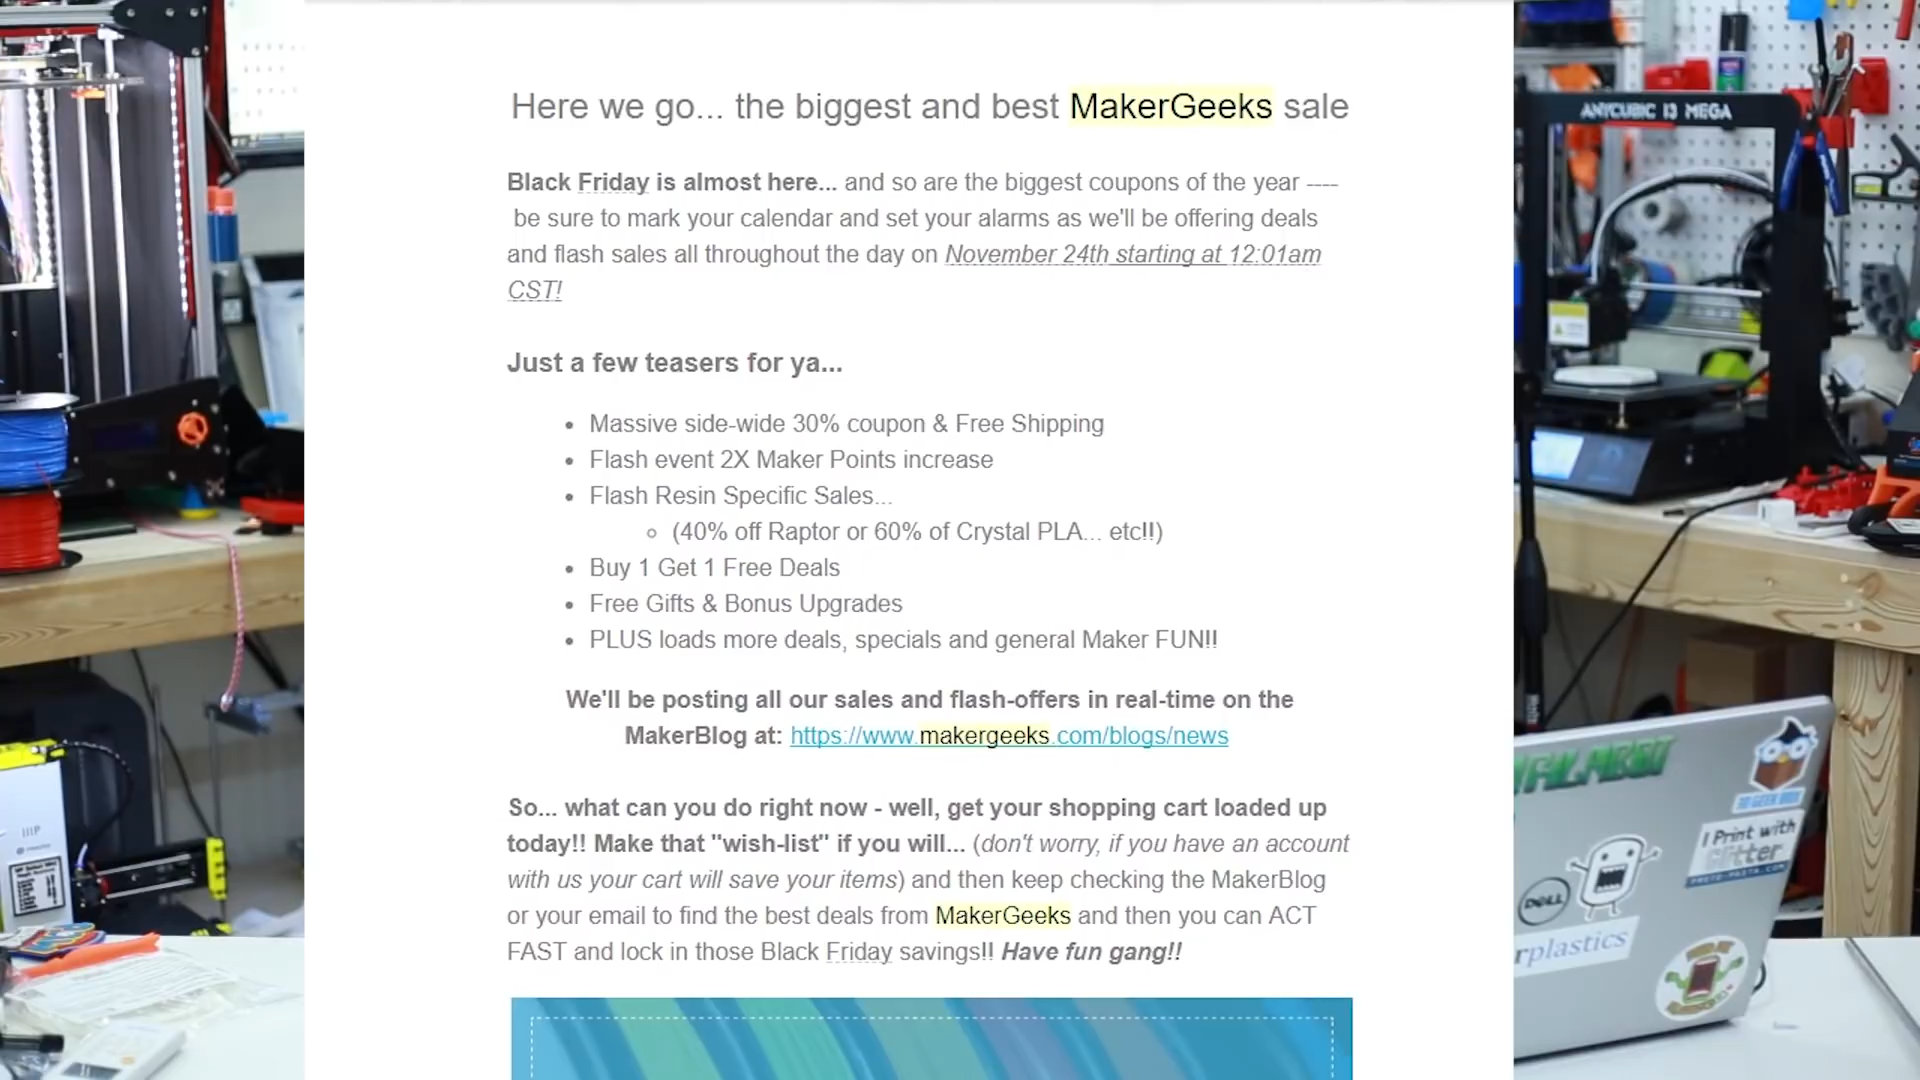 Here we go... the biggest and best MakerGeeks sale
Black Friday is almost here... and so are the biggest coupons of the year ----
be sure to mark your calendar and set your alarms as we'll be offering deals
and flash sales all throughout the day on November 24th starting at 12:01am
CST!
Just a few teasers for ya...
• Massive side-wide 30% coupon & Free Shipping
• Flash event 2X Maker Points increase
• Flash Resin Specific Sales...
◦ (40% off Raptor or 60% of Crystal PLA... etc!!)
• Buy 1 Get 1 Free Deals
• Free Gifts & Bonus Upgrades
• PLUS loads more deals, specials and general Maker FUN!!
We'll be posting all our sales and flash-offers in real-time on the
MakerBlog at: https://www.makergeeks.com/blogs/news
So... what can you do right now - well, get your shopping cart loaded up
today!! Make that "wish-list" if you will... (don't worry, if you have an account
with us your cart will save your items) and then keep checking the MakerBlog
or your email to find the best deals from MakerGeeks and then you can ACT
FAST and lock in those Black Friday savings!! Have fun gang!!
ANYCUBIC I3 MEGA
3D GEEK
I Print with
Glitter
PROTO-PASTA.COM
DELL
rplastics